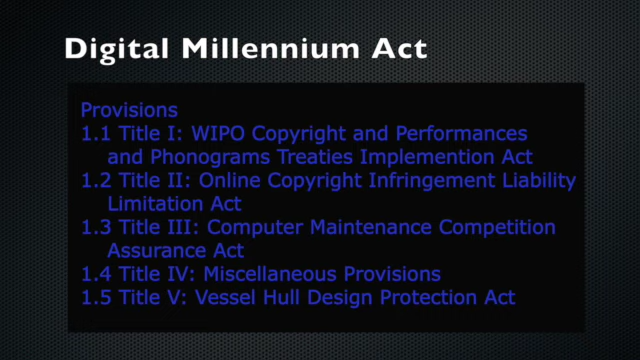 Digital Millennium Act
Provisions
1.1 Title I: WIPO Copyright and Performances
and Phonograms Treaties Implemention Act
1.2 Title II: Online Copyright Infringement Liability
Limitation Act
1.3 Title III: Computer Maintenance Competition
Assurance Act
1.4 Title IV: Miscellaneous Provisions
1.5 Title V: Vessel Hull Design Protection Act